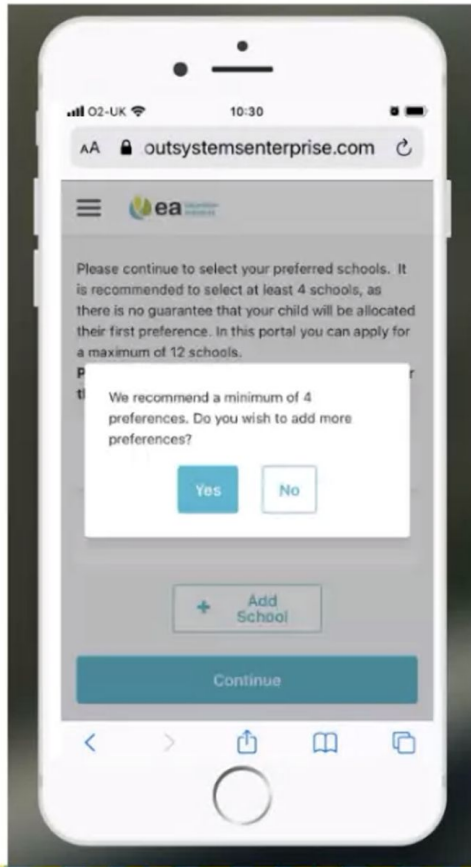 O2-UK
10:30
AA outsystemsenterprise.com
ea
Please continue to select your preferred schools. It
is recommended to select at least 4 schools, as
there is no guarantee that your child will be allocated
their first preference. In this portal you can apply for
a maximum of 12 schools.
We recommend a minimum of 4
preferences. Do you wish to add more
preferences?
Yes
No
+ Add
School
Continue